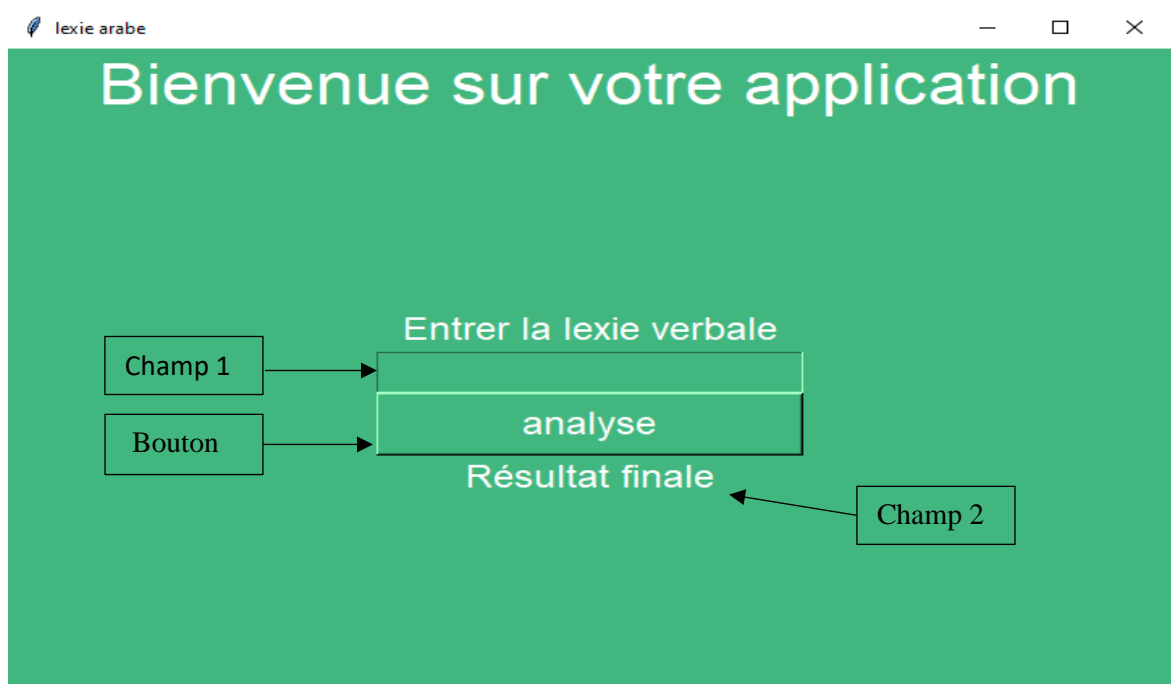 lexie arabe
Bienvenue sur votre application
Entrer la lexie verbale
Champ 1
analyse
Bouton
Résultat finale
Champ 2